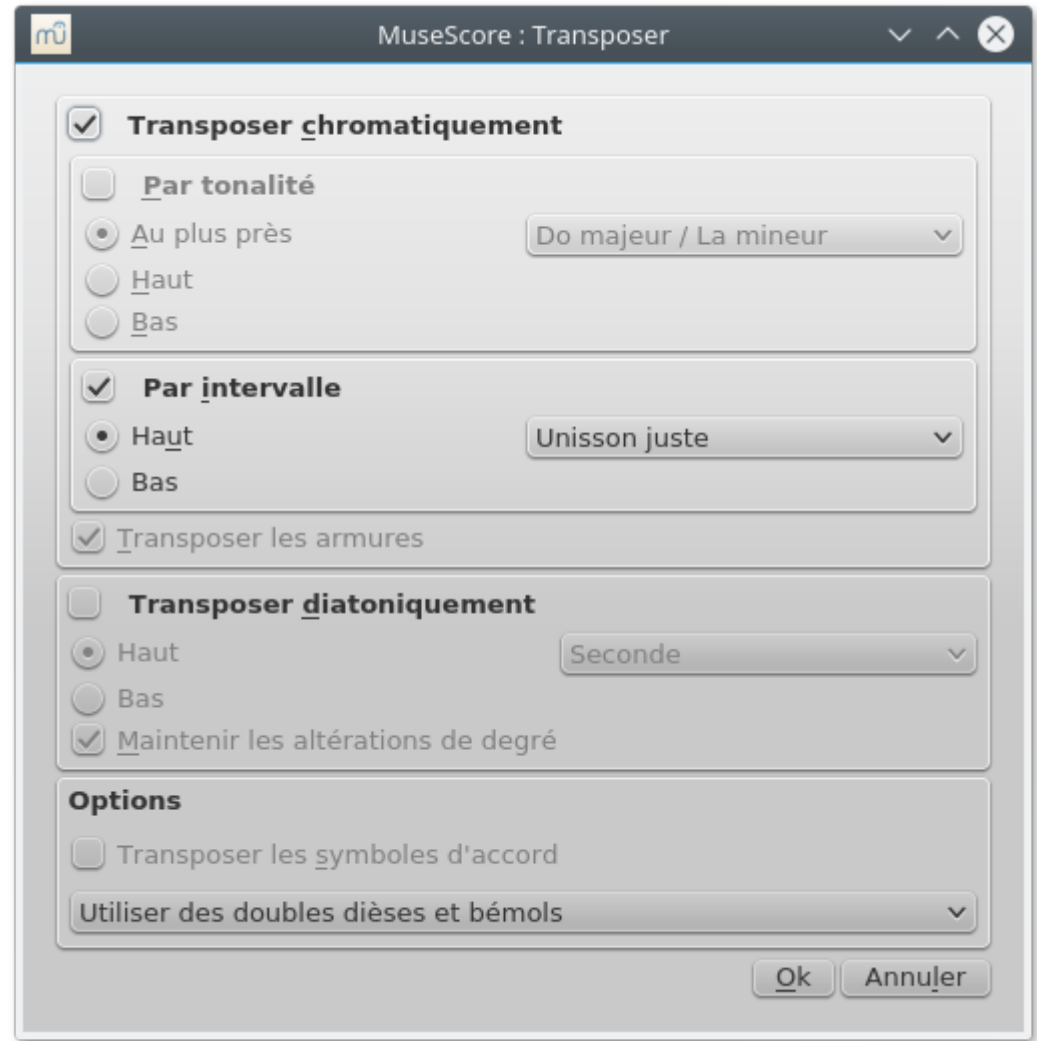 mû
MuseScore : Transposer
Transposer chromatiquement
Par tonalité
Au plus près
Do majeur / La mineur
Haut
Bas
Par intervalle
Haut
Unisson juste
Bas
Transposer les armures
Transposer diatoniquement
Haut
Seconde
Bas
Maintenir les altérations de degré
Options
Transposer les symboles d'accord
Utiliser des doubles dièses et bémols
Ok
Annuler